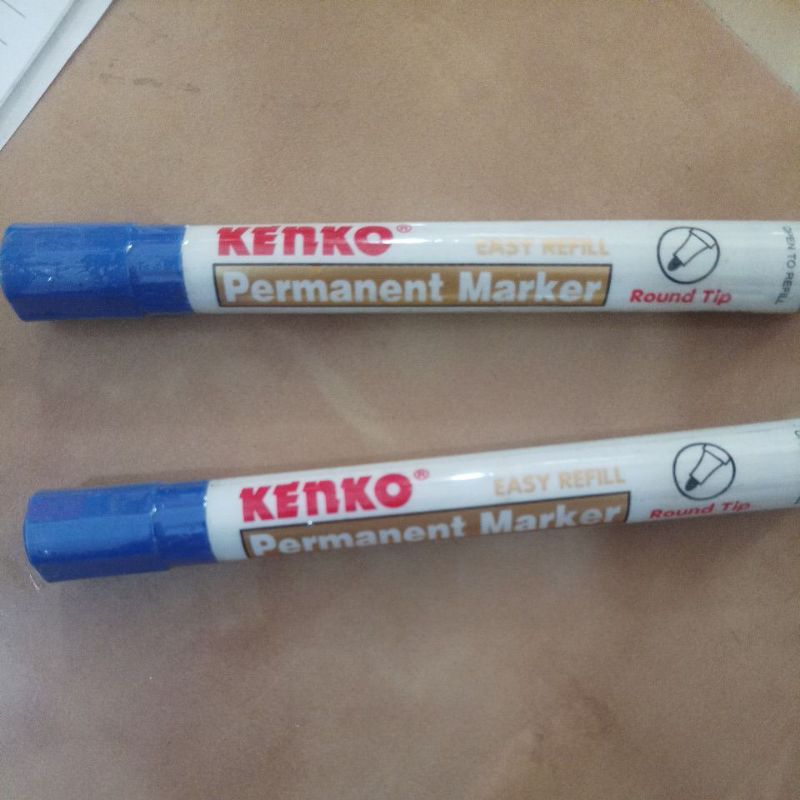 KENKO®
EASY REFILL
Permanent Marker
Round Tip
OPEN TO REFILL
KENKO®
EASY REFILL
Permanent Marker
Round Tip